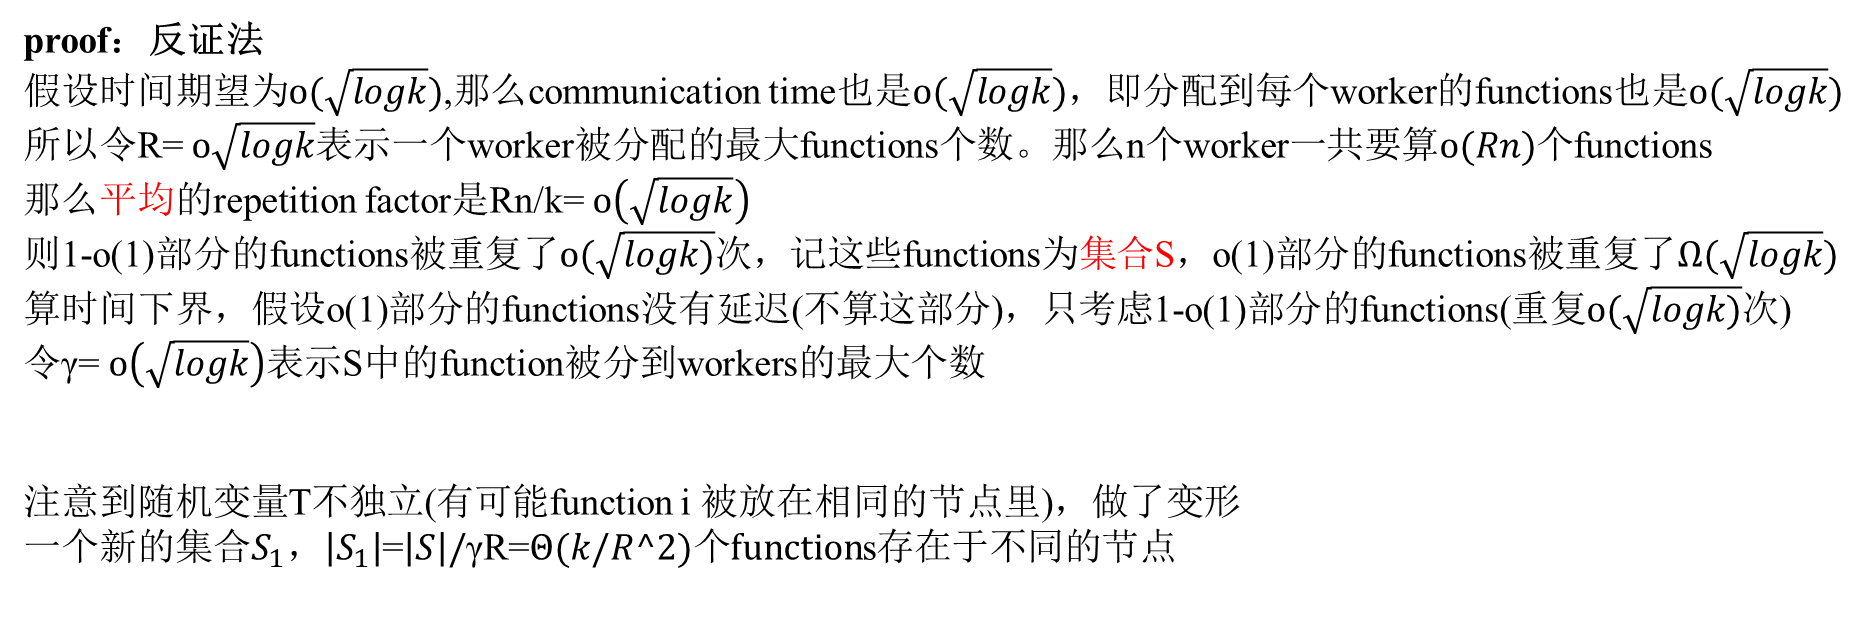 proof：反证法
假设时间期望为o(√logk),那么communication time也是o(√logk)，即分配到每个worker的functions也是o(√logk)
所以令R= o√logk表示一个worker被分配的最大functions个数。那么n个worker一共要算o(Rn)个functions
那么平均的repetition factor是Rn/k= o(√logk)
则1-o(1)部分的functions被重复了o(√logk)次，记这些functions为集合S，o(1)部分的functions被重复了Ω(√logk)
算时间下界，假设o(1)部分的functions没有延迟(不算这部分)，只考虑1-o(1)部分的functions(重复o(√logk)次)
令γ= o(√logk)表示S中的function被分到workers的最大个数
注意到随机变量T不独立(有可能function i 被放在相同的节点里)，做了变形
一个新的集合S₁，|S₁|=|S|/γR=Θ(k/R^2)个functions存在于不同的节点